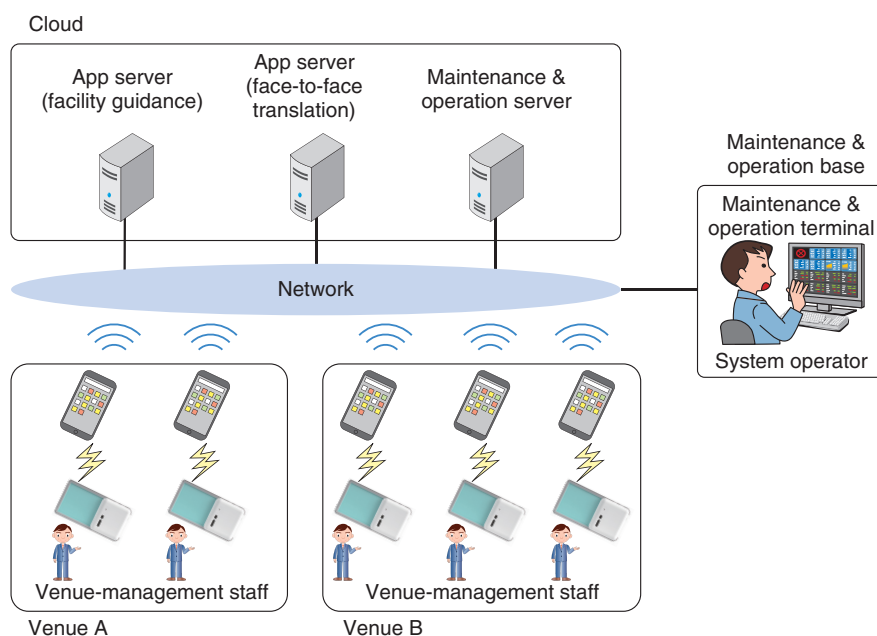 Cloud
App server
(facility guidance)
App server
(face-to-face
translation)
Maintenance &
operation server
Maintenance &
operation base
Maintenance &
operation terminal
System operator
Network
Venue-management staff
Venue A
Venue-management staff
Venue B